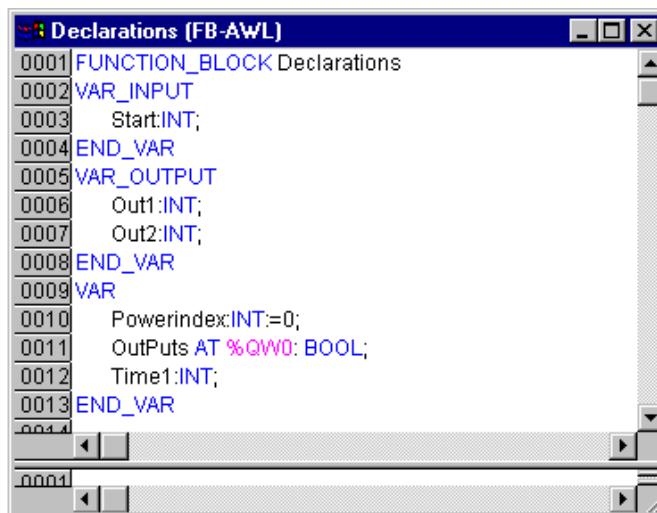 Declarations (FB-AWL)
0001 FUNCTION_BLOCK Declarations
0002 VAR_INPUT
0003 Start:INT;
0004 END_VAR
0005 VAR_OUTPUT
0006 Out1:INT;
0007 Out2:INT;
0008 END_VAR
0009 VAR
0010 Powerindex:INT:=0;
0011 OutPuts AT %QW0: BOOL;
0012 Time1:INT;
0013 END_VAR
0014
0001